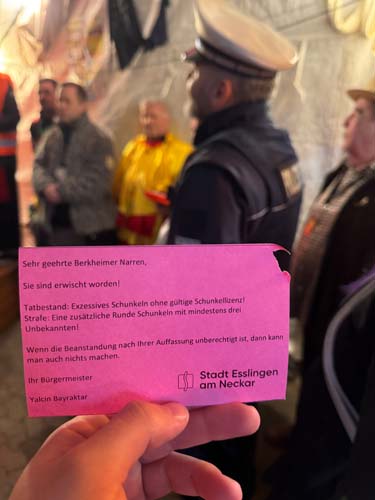 Sehr geehrte Berkheimer Narren,
Sie sind erwischt worden!
Tatbestand: Exzessives Schunkeln ohne gültige Schunkellizenz!
Strafe: Eine zusätzliche Runde Schunkeln mit mindestens drei
Unbekannten!
Wenn die Beanstandung nach Ihrer Auffassung unberechtigt ist, dann kann
man auch nichts machen.
Ihr Bürgermeister
Yalcin Bayraktar
Stadt Esslingen
am Neckar